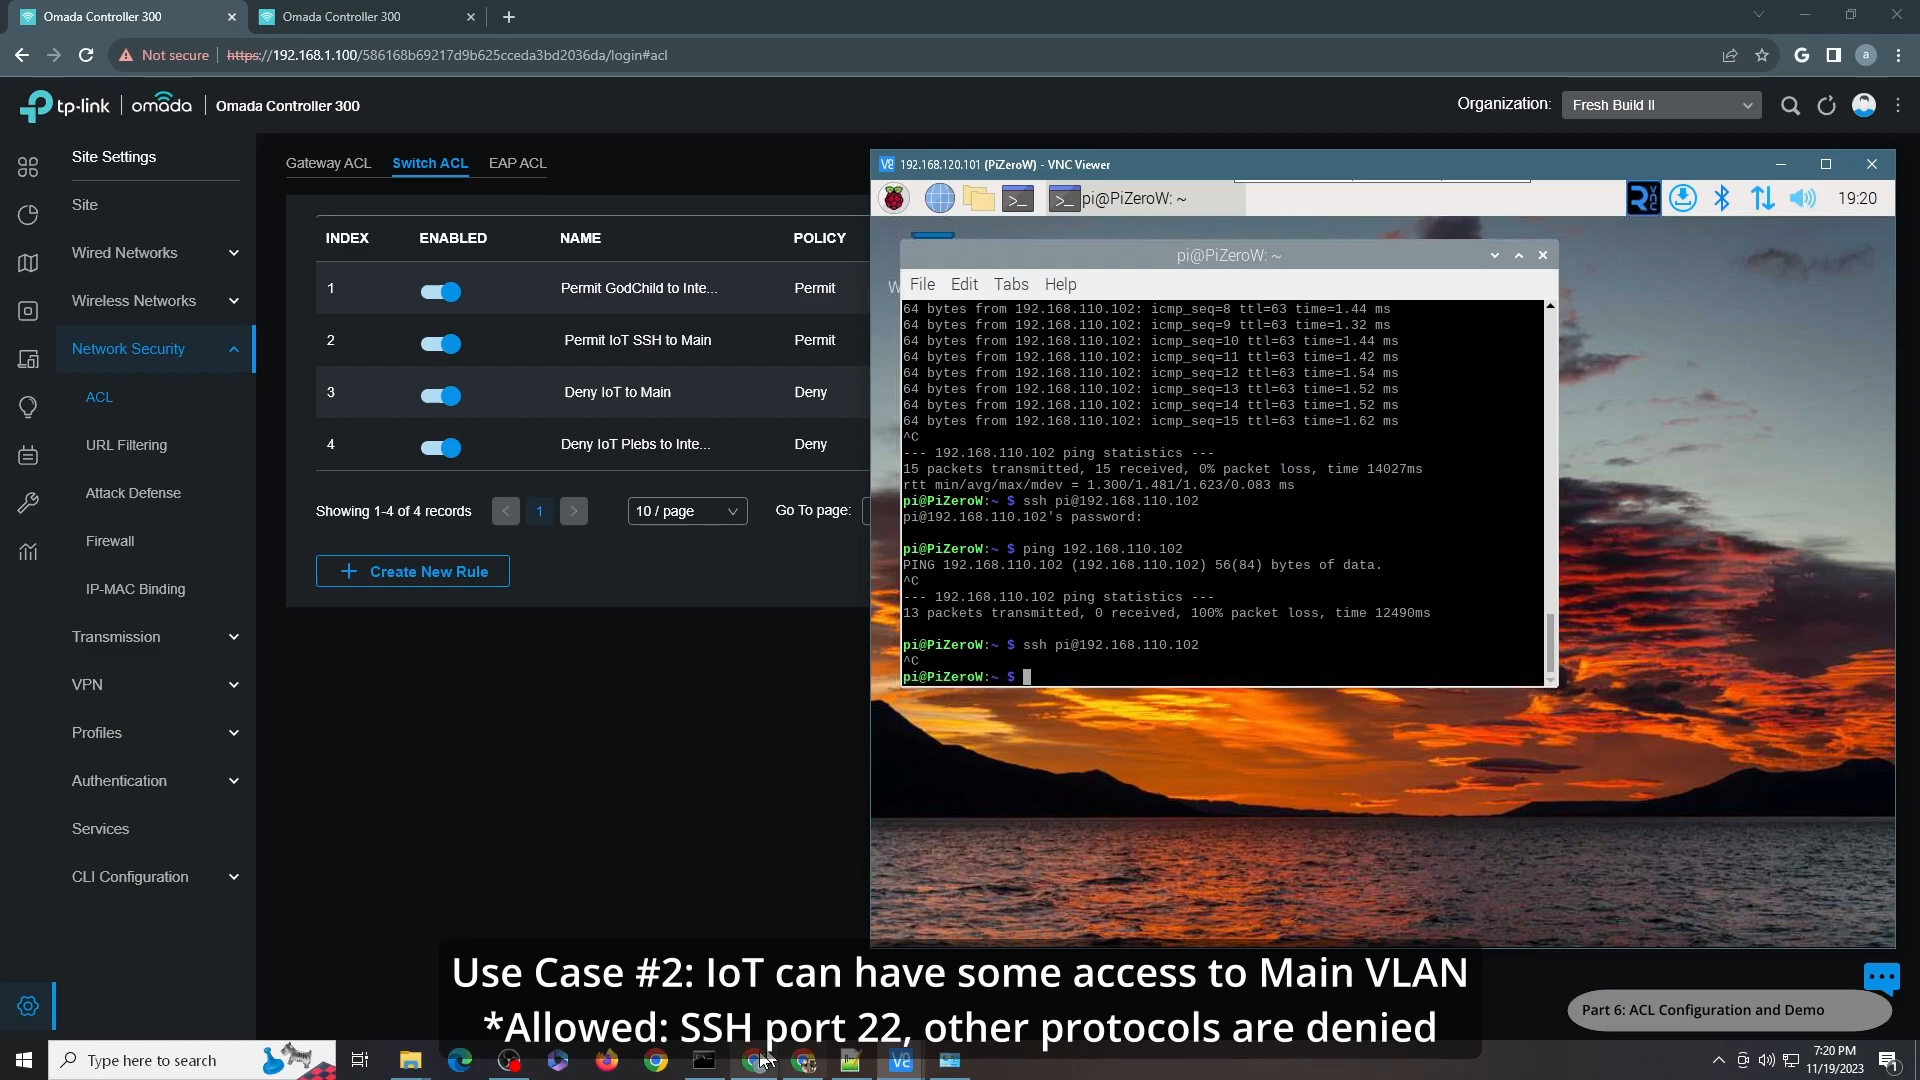 Omada Controller 300
Omada Controller 300
Not secure
https://192.168.1.100/586168b69217d9b625cceda3bd2036da/login#acl
a
tp-link
omada
Omada Controller 300
Organization:
Fresh Build II
Site Settings
Site
Wired Networks
Wireless Networks
Network Security
ACL
URL Filtering
Attack Defense
Firewall
IP-MAC Binding
Transmission
VPN
Profiles
Authentication
Services
CLI Configuration
Gateway ACL
Switch ACL
EAP ACL
INDEX ENABLED NAME POLICY
1 Permit GodChild to Inte... Permit
2 Permit IoT SSH to Main Permit
3 Deny IoT to Main Deny
4 Deny IoT Plebs to Inte... Deny
Showing 1-4 of 4 records
<
1
>
10 / page
Go To page:
+ Create New Rule
192.168.120.101 (PiZeroW) - VNC Viewer
pi@PiZeroW: ~
19:20
pi@PiZeroW: ~
File Edit Tabs Help
64 bytes from 192.168.110.102: icmp_seq=8 ttl=63 time=1.44 ms
64 bytes from 192.168.110.102: icmp_seq=9 ttl=63 time=1.32 ms
64 bytes from 192.168.110.102: icmp_seq=10 ttl=63 time=1.44 ms
64 bytes from 192.168.110.102: icmp_seq=11 ttl=63 time=1.42 ms
64 bytes from 192.168.110.102: icmp_seq=12 ttl=63 time=1.54 ms
64 bytes from 192.168.110.102: icmp_seq=13 ttl=63 time=1.52 ms
64 bytes from 192.168.110.102: icmp_seq=14 ttl=63 time=1.52 ms
64 bytes from 192.168.110.102: icmp_seq=15 ttl=63 time=1.62 ms
^C
--- 192.168.110.102 ping statistics ---
15 packets transmitted, 15 received, 0% packet loss, time 14027ms
rtt min/avg/max/mdev = 1.300/1.481/1.623/0.083 ms
pi@PiZeroW:~ $ ssh pi@192.168.110.102
pi@192.168.110.102's password:
pi@PiZeroW:~ $ ping 192.168.110.102
PING 192.168.110.102 (192.168.110.102) 56(84) bytes of data.
^C
--- 192.168.110.102 ping statistics ---
13 packets transmitted, 0 received, 100% packet loss, time 12490ms
pi@PiZeroW:~ $ ssh pi@192.168.110.102
^C
pi@PiZeroW:~ $
Use Case #2: IoT can have some access to Main VLAN
*Allowed: SSH port 22, other protocols are denied
Part 6: ACL Configuration and Demo
Type here to search
7:20 PM
11/19/2023
1